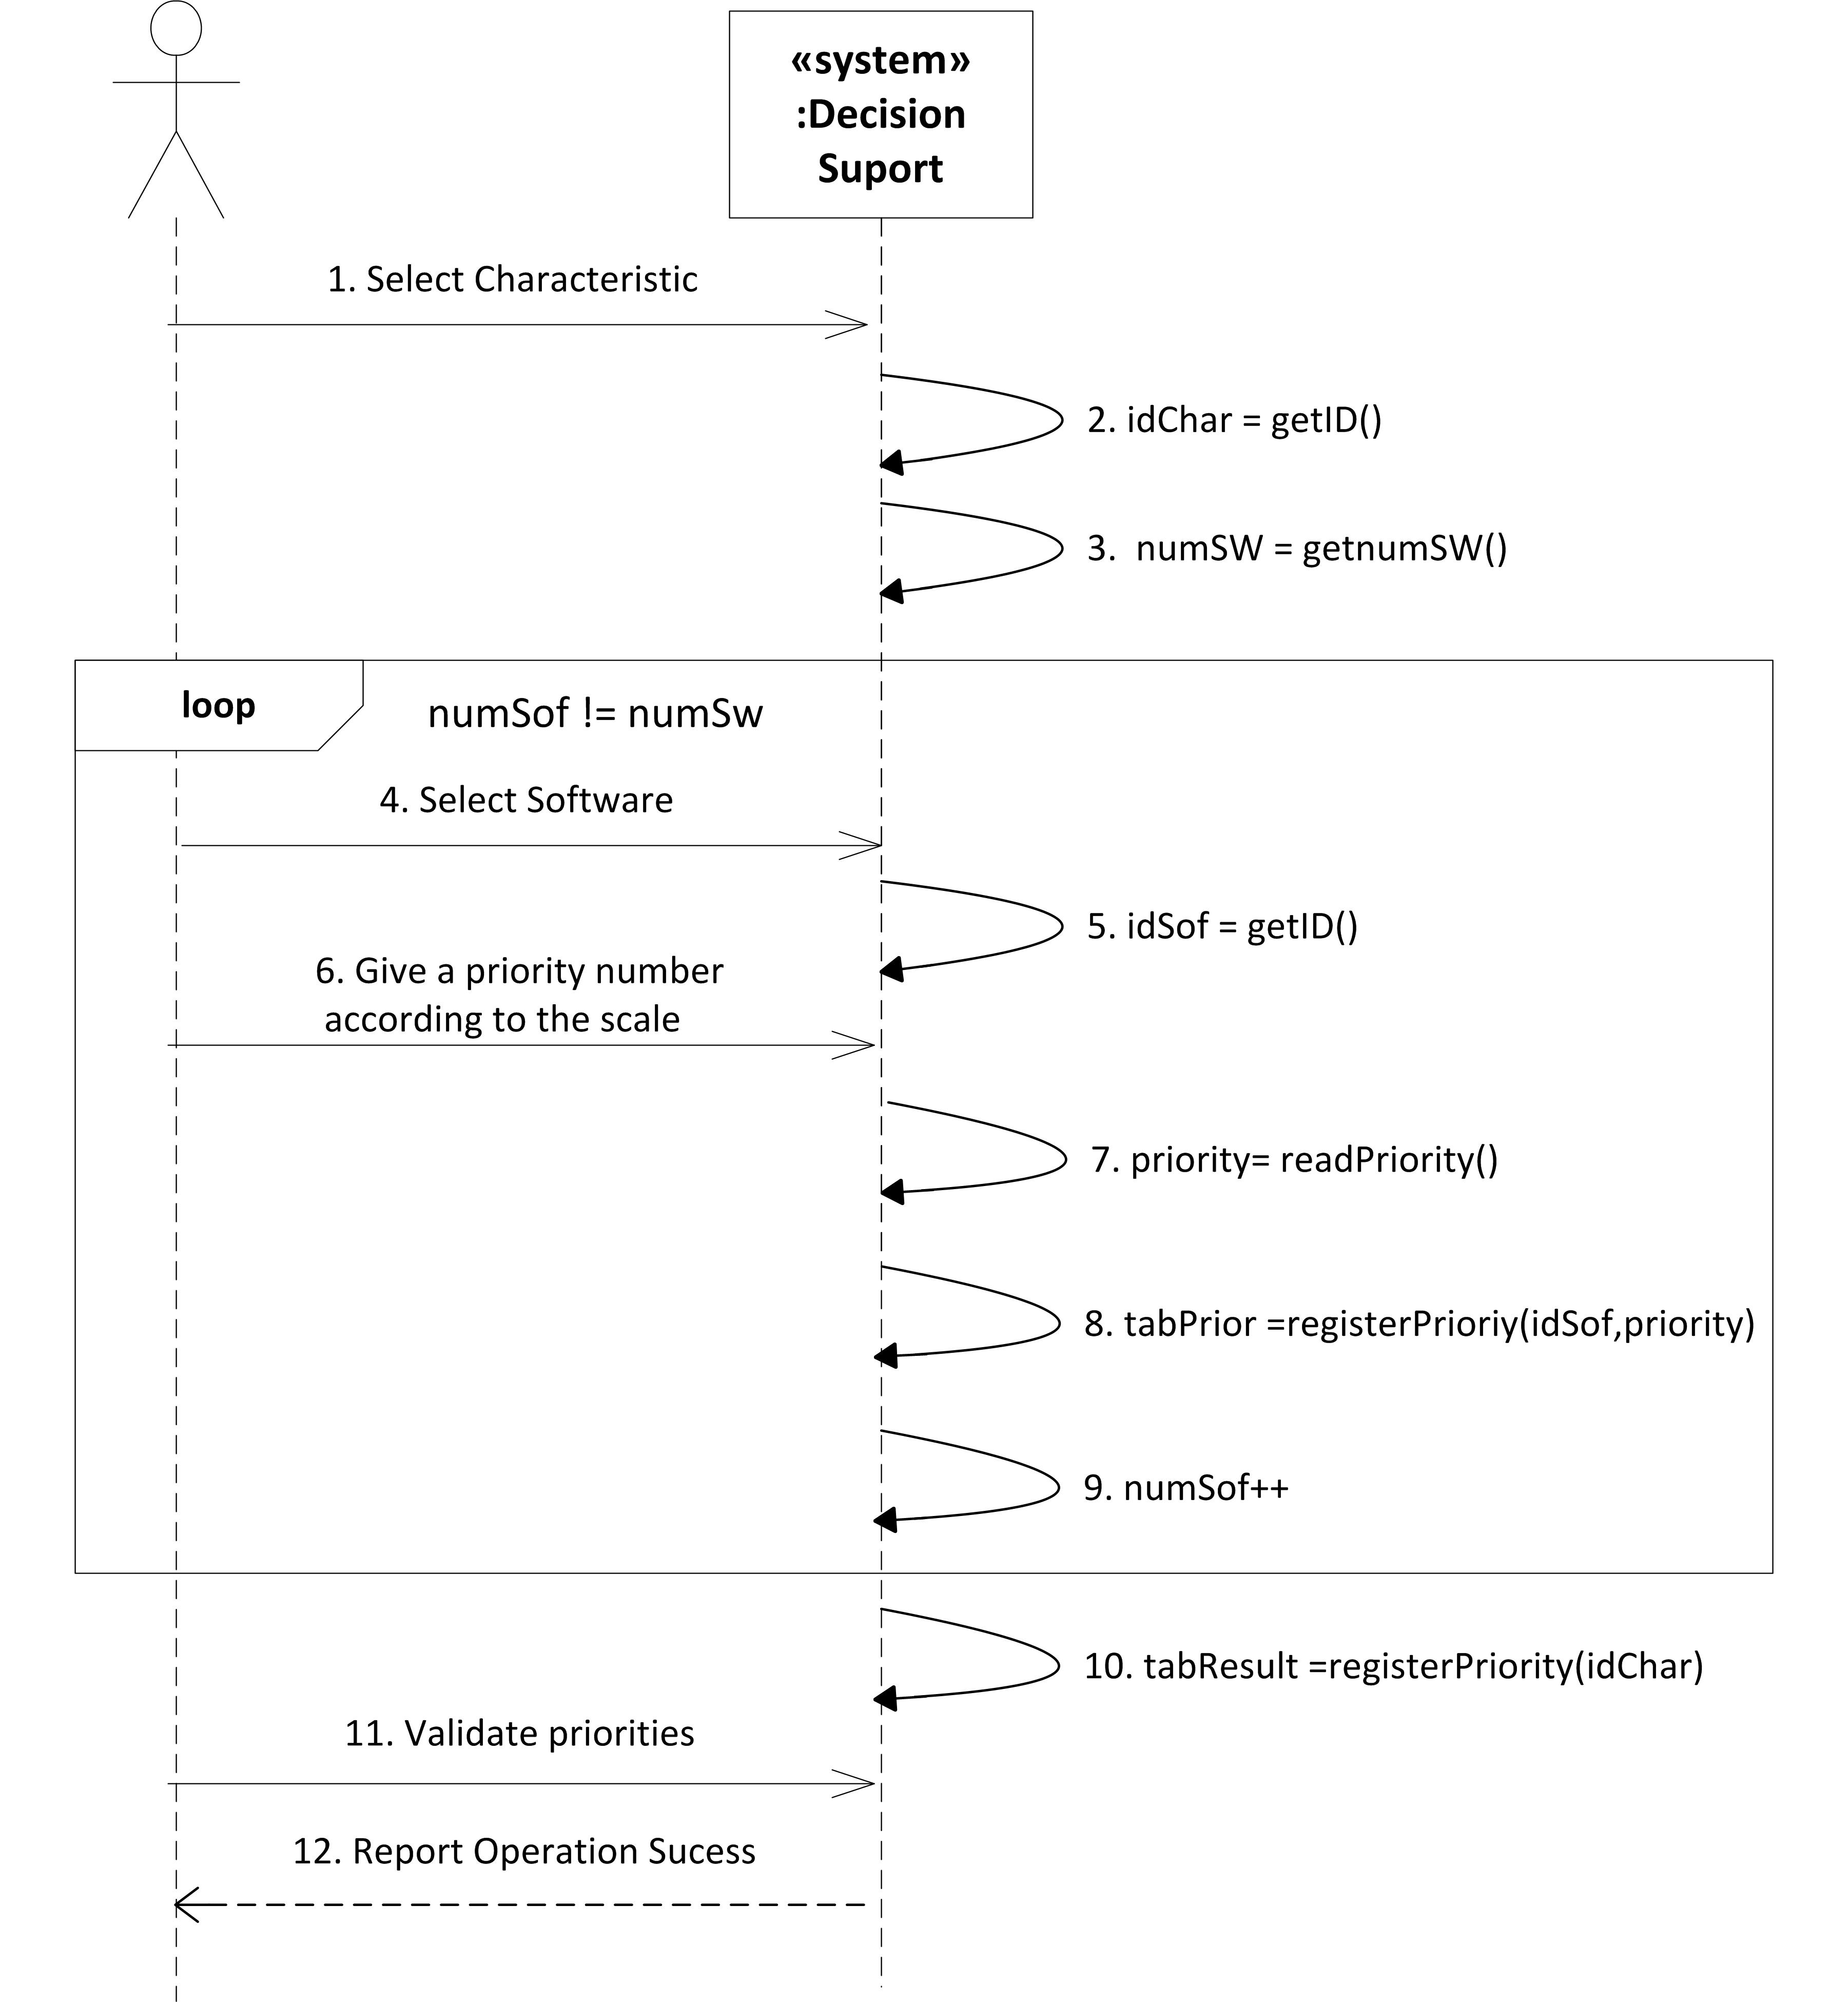 «system»
:Decision
Suport
1. Select Characteristic
2. idChar = getID()
3.  numSW = getnumSW()
loop
numSof != numSw
4. Select Software
5. idSof = getID()
6. Give a priority number
according to the scale
7. priority= readPriority()
8. tabPrior =registerPrioriy(idSof,priority)
9. numSof++
10. tabResult =registerPriority(idChar)
11. Validate priorities
12. Report Operation Sucess